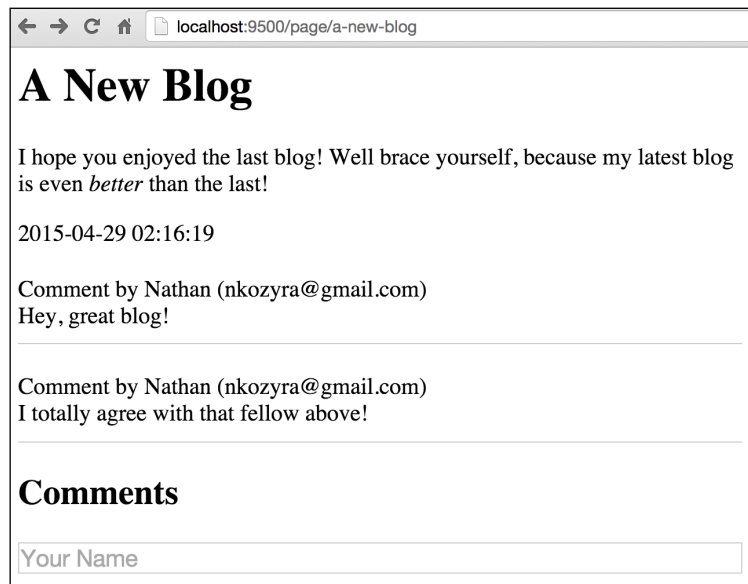 localhost:9500/page/a-new-blog
A New Blog
I hope you enjoyed the last blog! Well brace yourself, because my latest blog
is even better than the last!
2015-04-29 02:16:19
Comment by Nathan (nkozyra@gmail.com)
Hey, great blog!
Comment by Nathan (nkozyra@gmail.com)
I totally agree with that fellow above!
Comments
Your Name